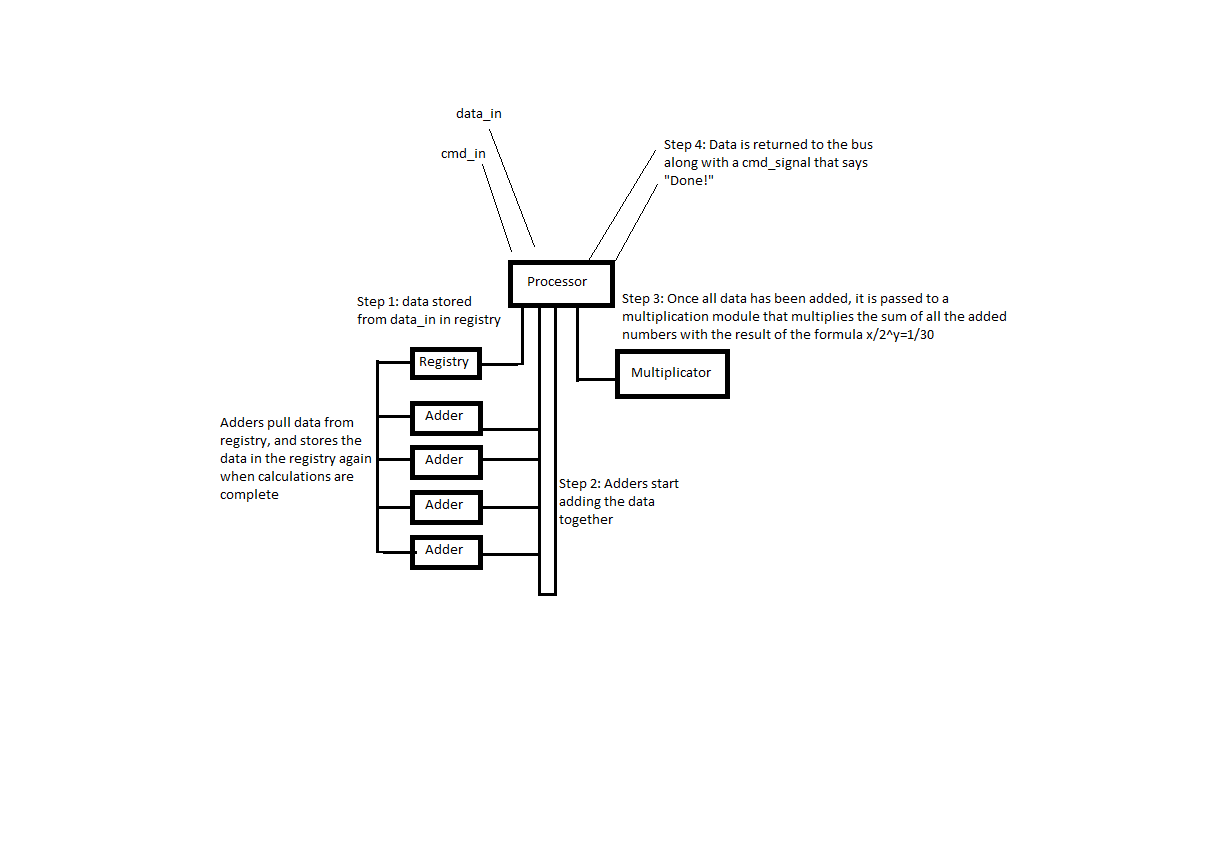 data_in
cmd_in
Step 4: Data is returned to the bus
along with a cmd_signal that says
"Done!"
Processor
Step 1: data stored
from data_in in registry
Step 3: Once all data has been added, it is passed to a
multiplication module that multiplies the sum of all the added
numbers with the result of the formula x/2^y=1/30
Registry
Multiplicator
Adder
Adders pull data from
registry, and stores the
data in the registry again
when calculations are
complete
Adder
Adder
Adder
Step 2: Adders start
adding the data
together